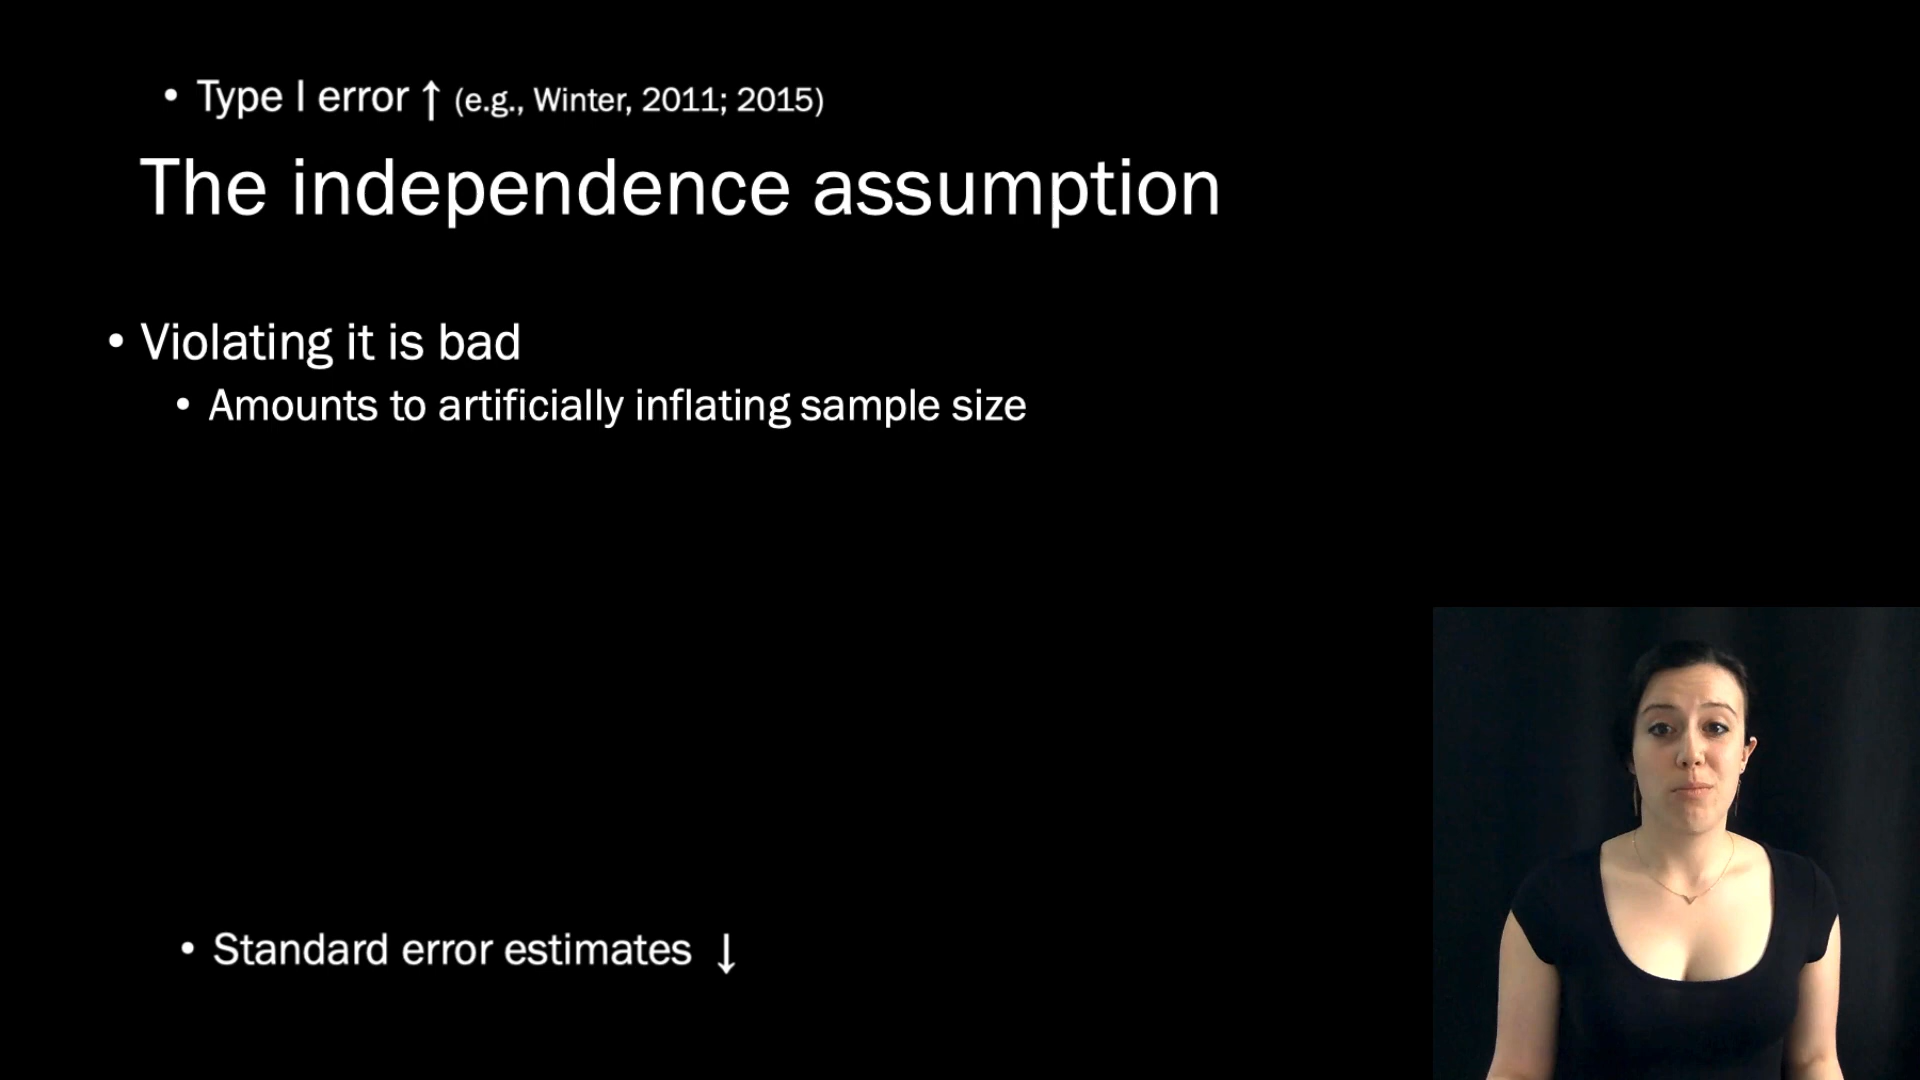 • Type I error ↑ (e.g., Winter, 2011; 2015)
The independence assumption
• Violating it is bad
• Amounts to artificially inflating sample size
• Standard error estimates ↓